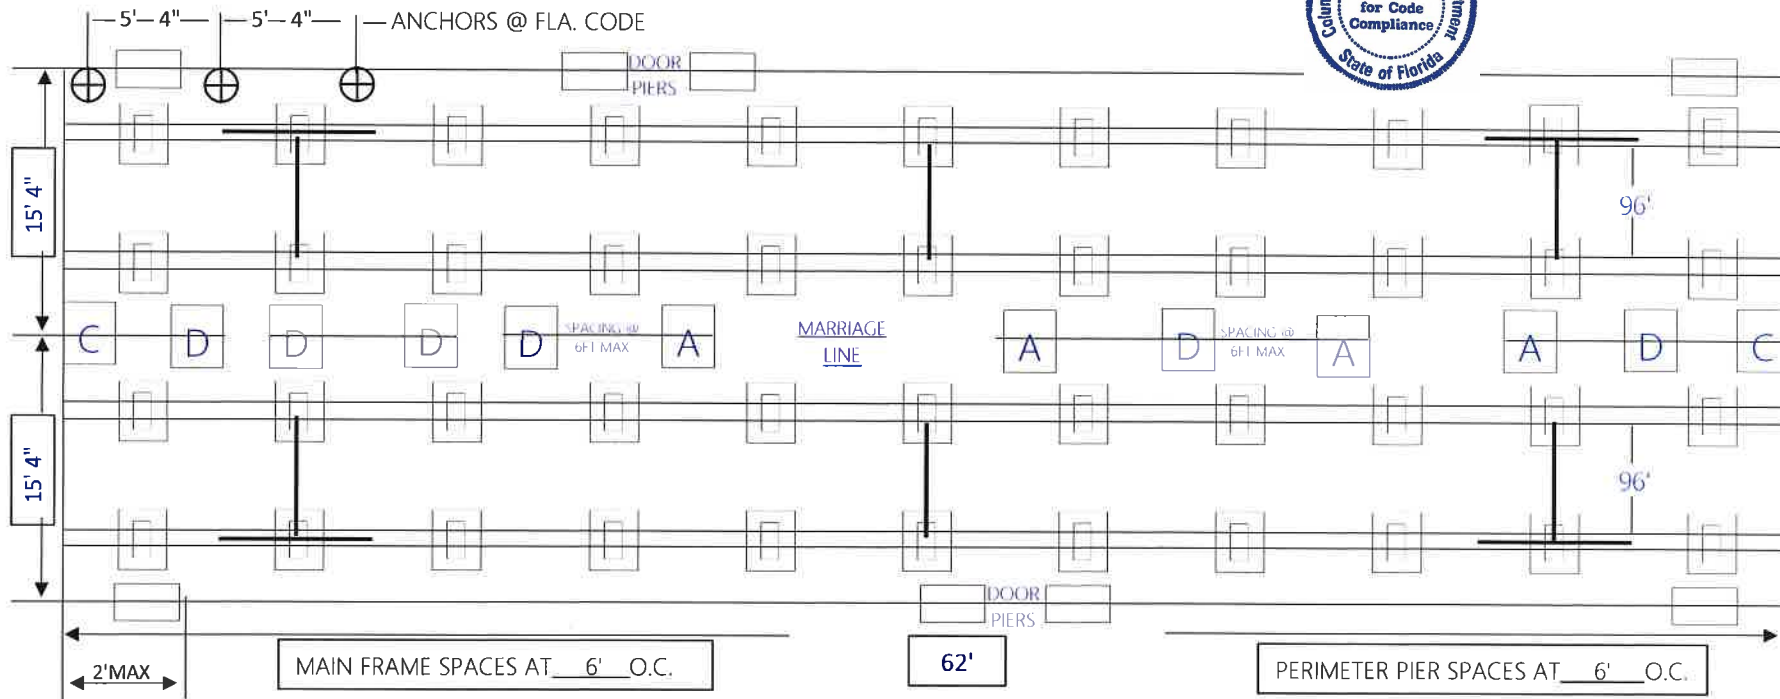 5'-4" 5'-4" ANCHORS @ FLA. CODE
for Code
Compliance
State of Florida
DOOR
PIERS
15' 4"
96'
C D D D D SPACING @ A MARRIAGE A D SPACING @ A A D C
6FT MAX LINE 6FT MAX
15' 4"
96'
DOOR
PIERS
2'MAX
MAIN FRAME SPACES AT 6' O.C.
62'
PERIMETER PIER SPACES AT 6' O.C.